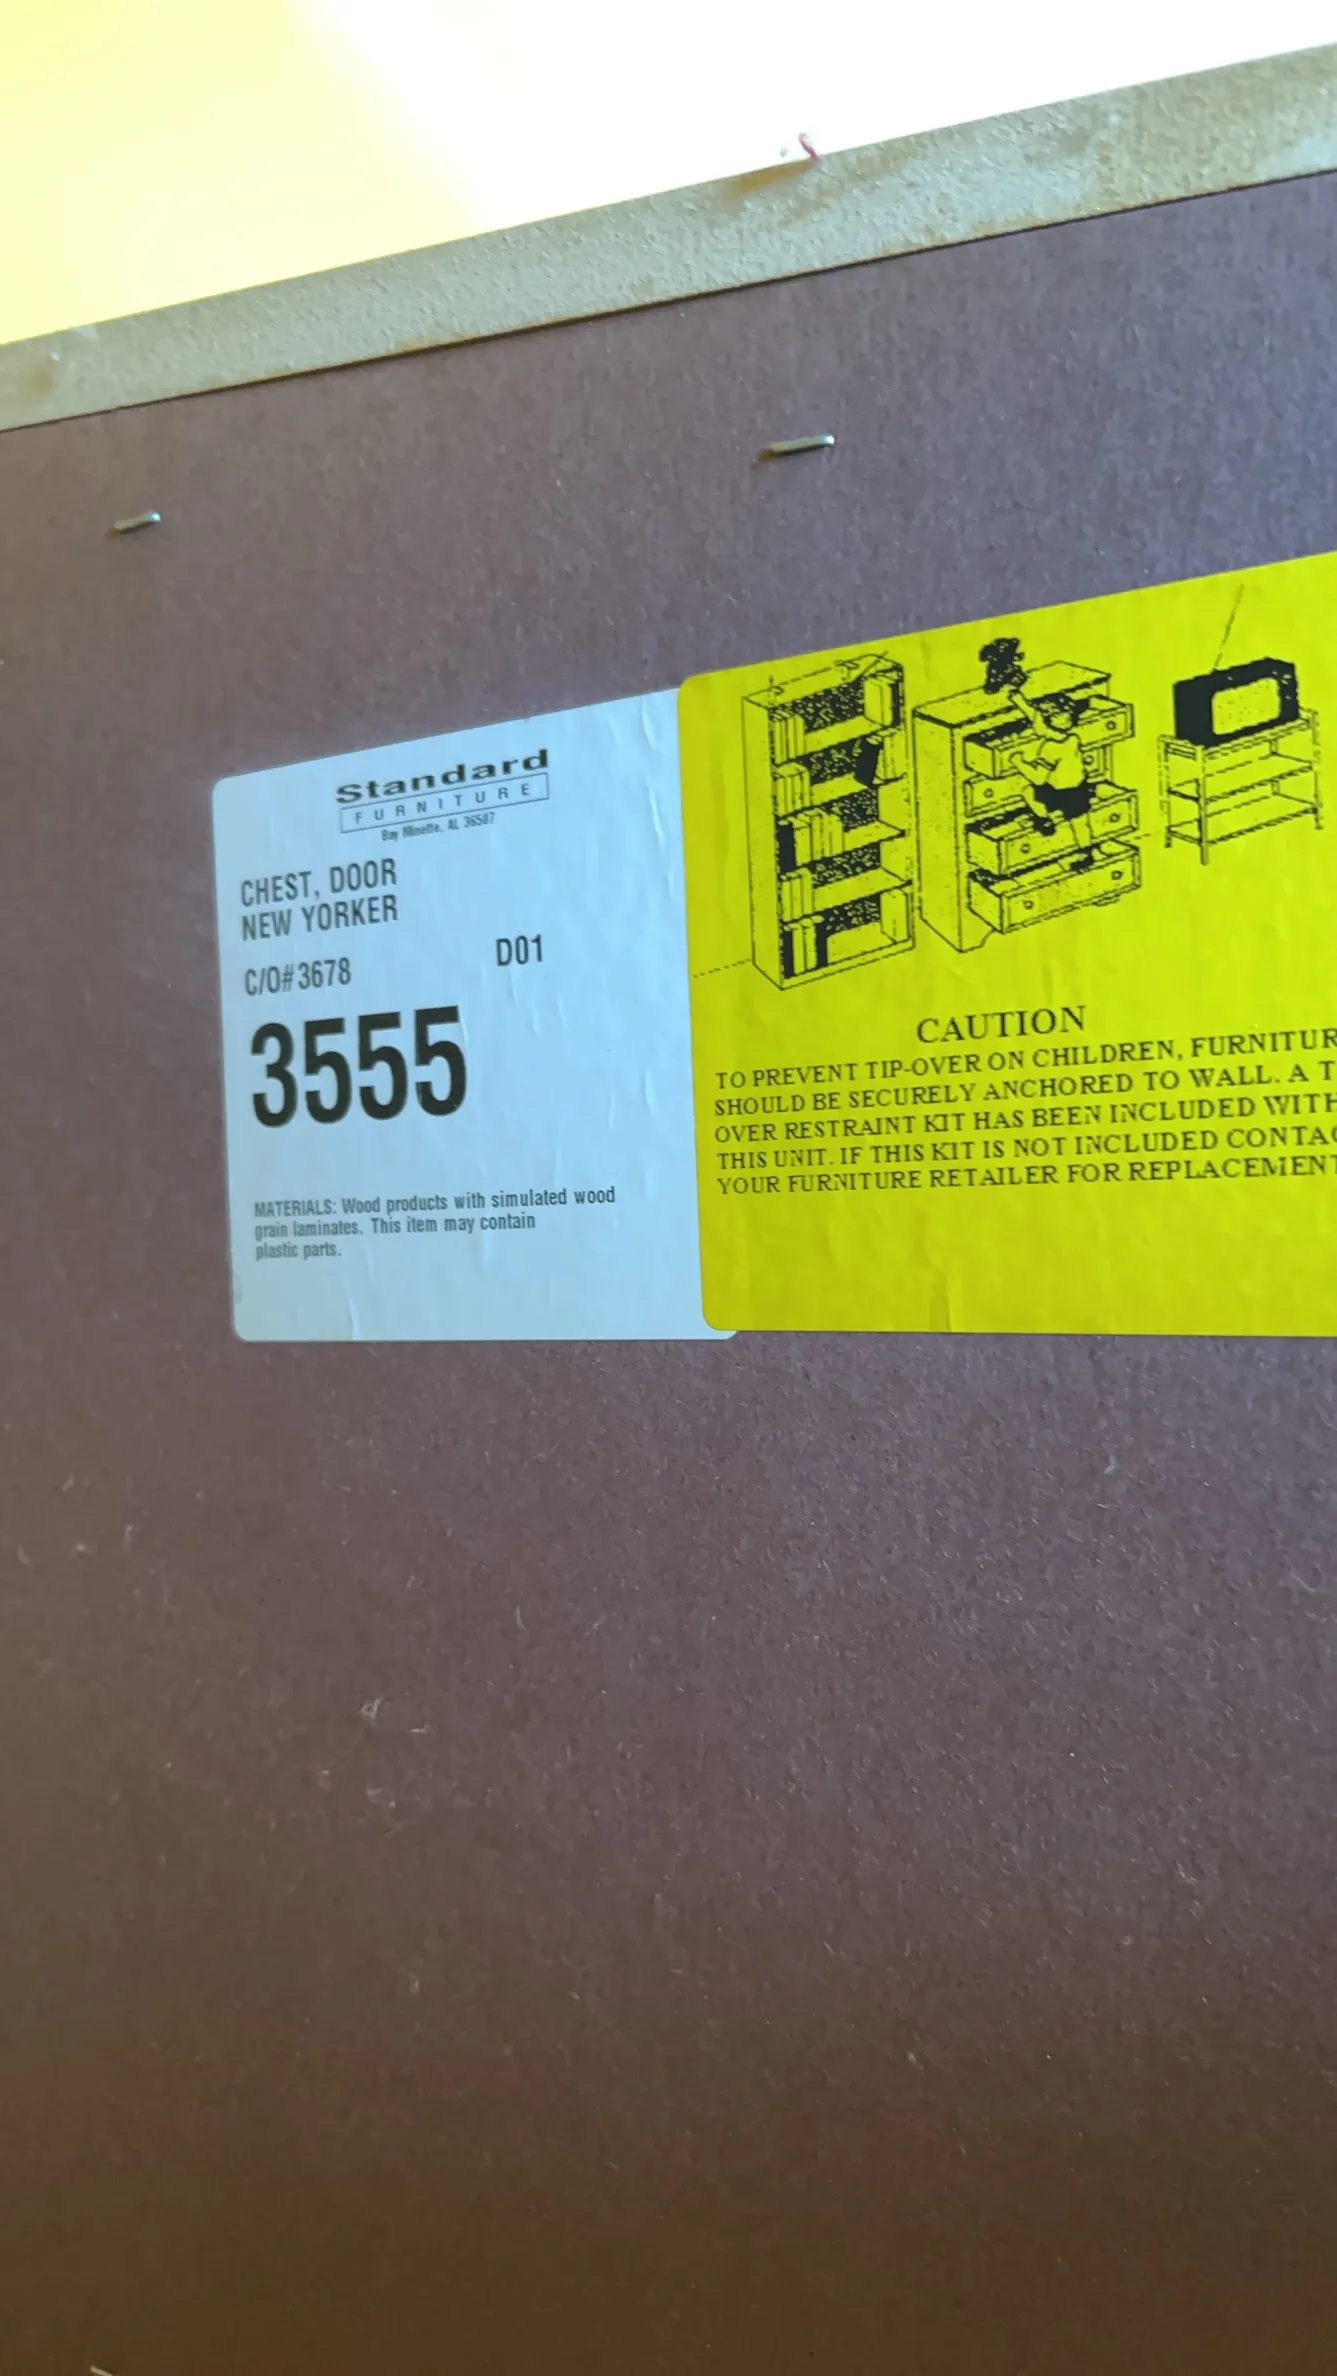 Standard
FURNITURE
Bay Minette, AL 36507
CHEST, DOOR
NEW YORKER
C/O#3678
D01
3555
MATERIALS: Wood products with simulated wood
grain laminates. This item may contain
plastic parts.
CAUTION
TO PREVENT TIP-OVER ON CHILDREN, FURNITUR
SHOULD BE SECURELY ANCHORED TO WALL. A T
OVER RESTRAINT KIT HAS BEEN INCLUDED WITH
THIS UNIT. IF THIS KIT IS NOT INCLUDED CONTAC
YOUR FURNITURE RETAILER FOR REPLACEMENT